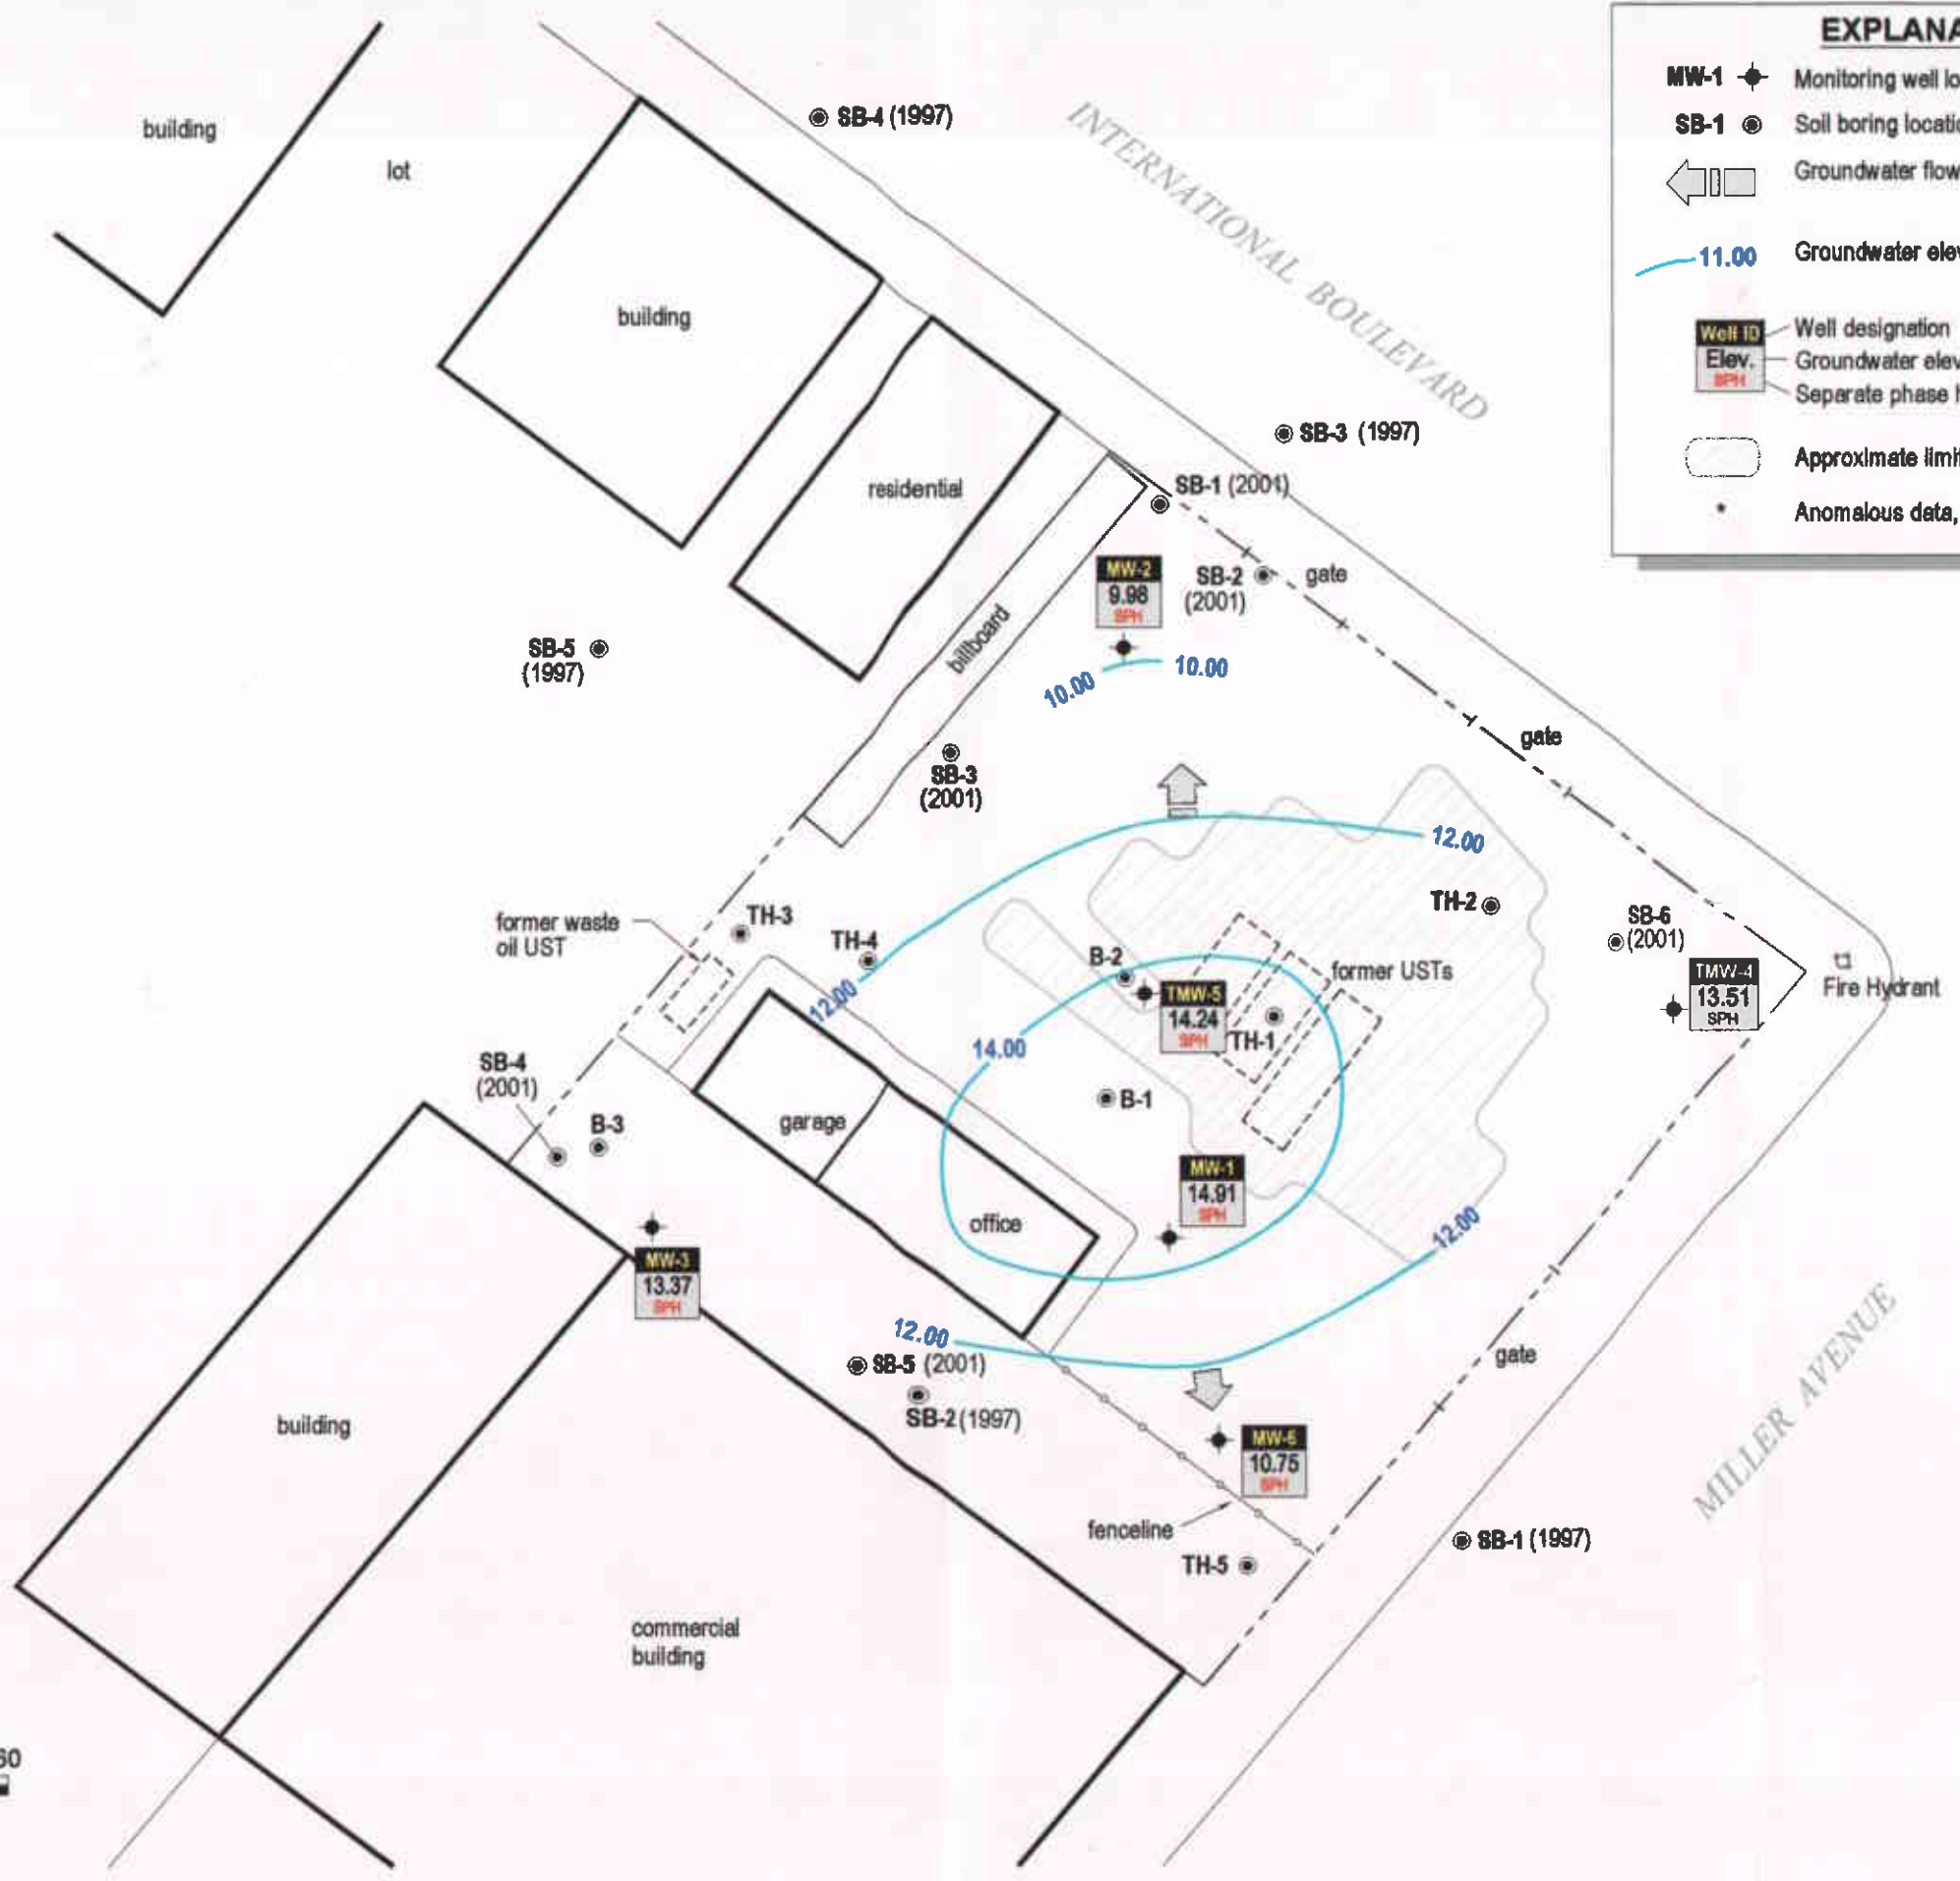 EXPLANA
MW-1 Monitoring well lo
SB-1 Soil boring locatio
Groundwater flow
11.00 Groundwater elev
Well ID
Elev.
SPH
Well designation
Groundwater elev
Separate phase h
Approximate limi
* Anomalous data,
building
lot
SB-4 (1997)
INTERNATIONAL BOULEVARD
building
residential
SB-3 (1997)
SB-1 (2001)
MW-2
9.98
SPH
SB-2
(2001)
gate
billboard
SB-5
(1997)
10.00
10.00
gate
SB-3
(2001)
12.00
TH-2
former waste
oil UST
TH-3
TH-4
SB-6
(2001)
B-2
former USTs
TMW-4
13.51
SPH
Fire Hydrant
12.00
TMW-5
14.24
SPH
TH-1
14.00
SB-4
(2001)
B-1
B-3
garage
MW-1
14.91
SPH
office
12.00
MW-3
13.37
SPH
12.00
SB-5 (2001)
SB-2 (1997)
gate
building
MW-6
10.75
SPH
MILLER AVENUE
fenceline
SB-1 (1997)
TH-5
commercial
building
60